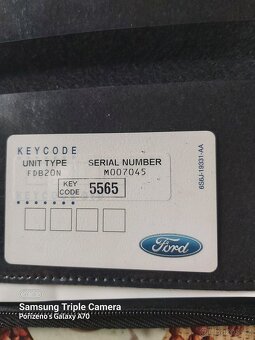 KEYCODE
UNIT TYPE SERIAL NUMBER
FDB20N M007045
KEY CODE 5565
6S6J-19331-AA
Ford
Samsung Triple Camera
Pořízeno s Galaxy A70